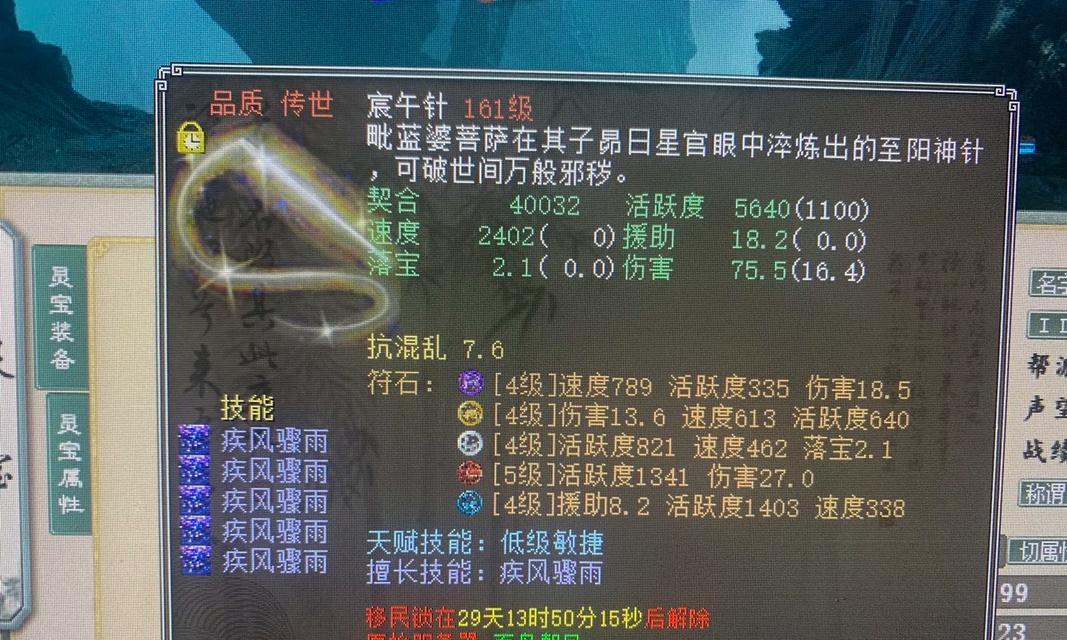 品质 传世
宸午针 161级
毗蓝婆菩萨在其子昴日星官眼中淬炼出的至阳神针
，可破世间万般邪秽。
契合 40032 活跃度 5640(1100)
速度 2402( 0) 援助 18.2( 0.0)
落宝 2.1( 0.0) 伤害 75.5(16.4)
抗混乱 7.6
符石： [4级]速度789 活跃度335 伤害18.5
[4级]伤害13.6 速度613 活跃度640
[4级]活跃度821 速度462 落宝2.1
[5级]活跃度1341 伤害27.0
[4级]援助8.2 活跃度1403 速度338
技能
疾风骤雨
疾风骤雨
疾风骤雨
疾风骤雨
疾风骤雨
天赋技能：低级敏捷
擅长技能：疾风骤雨
移民锁在29天13时50分15秒后解除
灵宝装备
灵宝属性
名字
帮派
声望
战绩
称谓
切属性
99
23